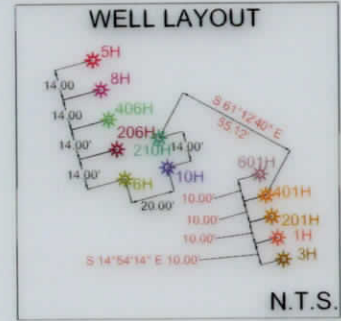 WELL LAYOUT
5H
8H
14.00'
406H
14.00'
206H
210H
14.00'
14.00'
14.00'
6H
10H
20.00'
S 61°12'40" E
55.12'
601H
10.00'
401H
10.00'
201H
10.00'
1H
S 14°54'14" E 10.00'
3H
N.T.S.